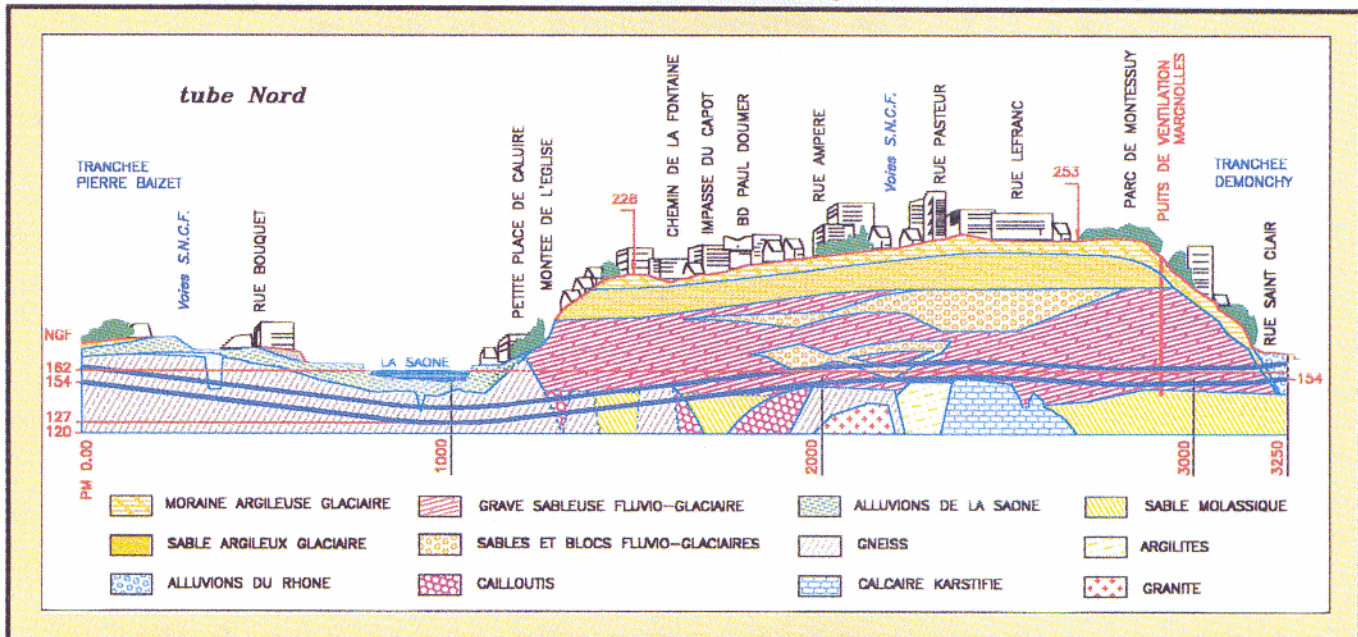 tube Nord
TRANCHEE
PIERRE BAIZET
Voies S.N.C.F.
RUE BOUQUET
LA SAONE
PETITE PLACE DE CALUIRE
MONTEE DE L'EGLISE
228
CHEMIN DE LA FONTAINE
IMPASSE DU CAPOT
BD PAUL DOUMER
RUE AMPERE
Voies S.N.C.F.
RUE PASTEUR
RUE LEFRANC
253
PARC DE MONTESSUY
PUITS DE VENTILATION
MARGNOLLES
TRANCHEE
DEMONCHY
RUE SAINT CLAIR
NGF
162
154
127
120
154
PM 0.00
1000
2000
3000
3250
MORAINE ARGILEUSE GLACIAIRE
GRAVE SABLEUSE FLUVIO-GLACIAIRE
ALLUVIONS DE LA SAONE
SABLE MOLASSIQUE
SABLE ARGILEUX GLACIAIRE
SABLES ET BLOCS FLUVIO-GLACIAIRES
GNEISS
ARGILITES
ALLUVIONS DU RHONE
CAILLOUTIS
CALCAIRE KARSTIFIE
GRANITE